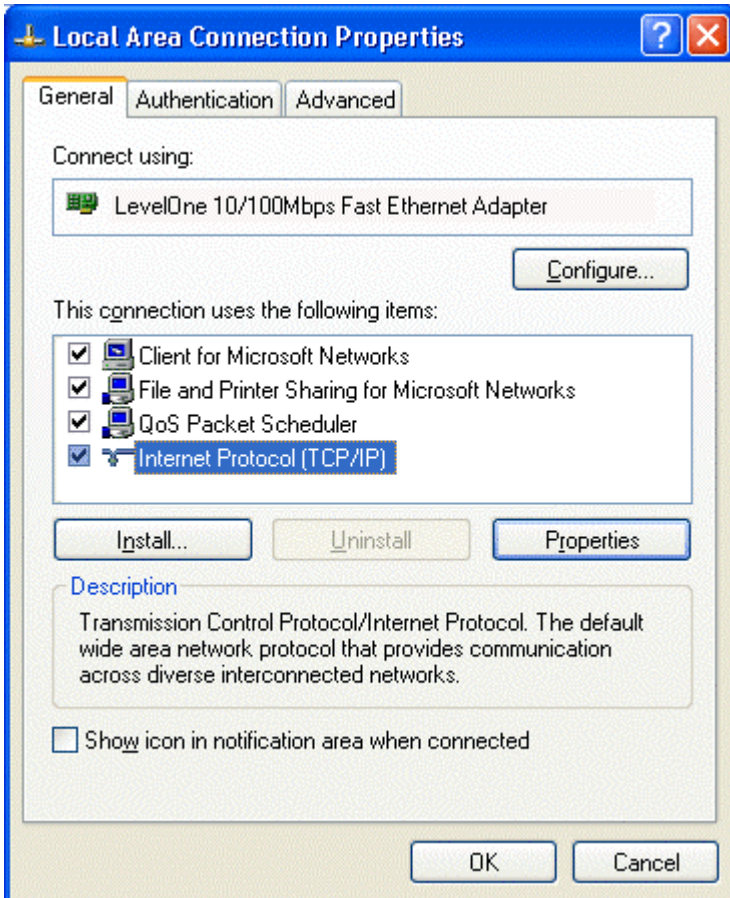 Local Area Connection Properties
?
General Authentication Advanced
Connect using:
LevelOne 10/100Mbps Fast Ethernet Adapter
Configure...
This connection uses the following items:
Client for Microsoft Networks
File and Printer Sharing for Microsoft Networks
QoS Packet Scheduler
Internet Protocol (TCP/IP)
Install... Uninstall Properties
Description
Transmission Control Protocol/Internet Protocol. The default
wide area network protocol that provides communication
across diverse interconnected networks.
Show icon in notification area when connected
OK Cancel